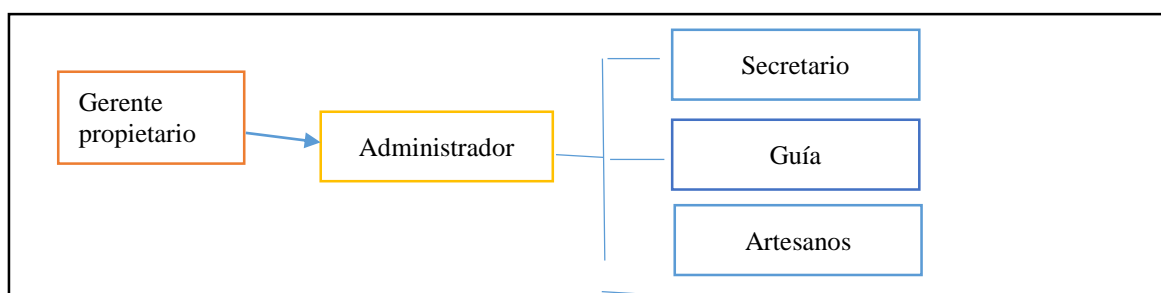 Gerente
propietario
Administrador
Secretario
Guía
Artesanos